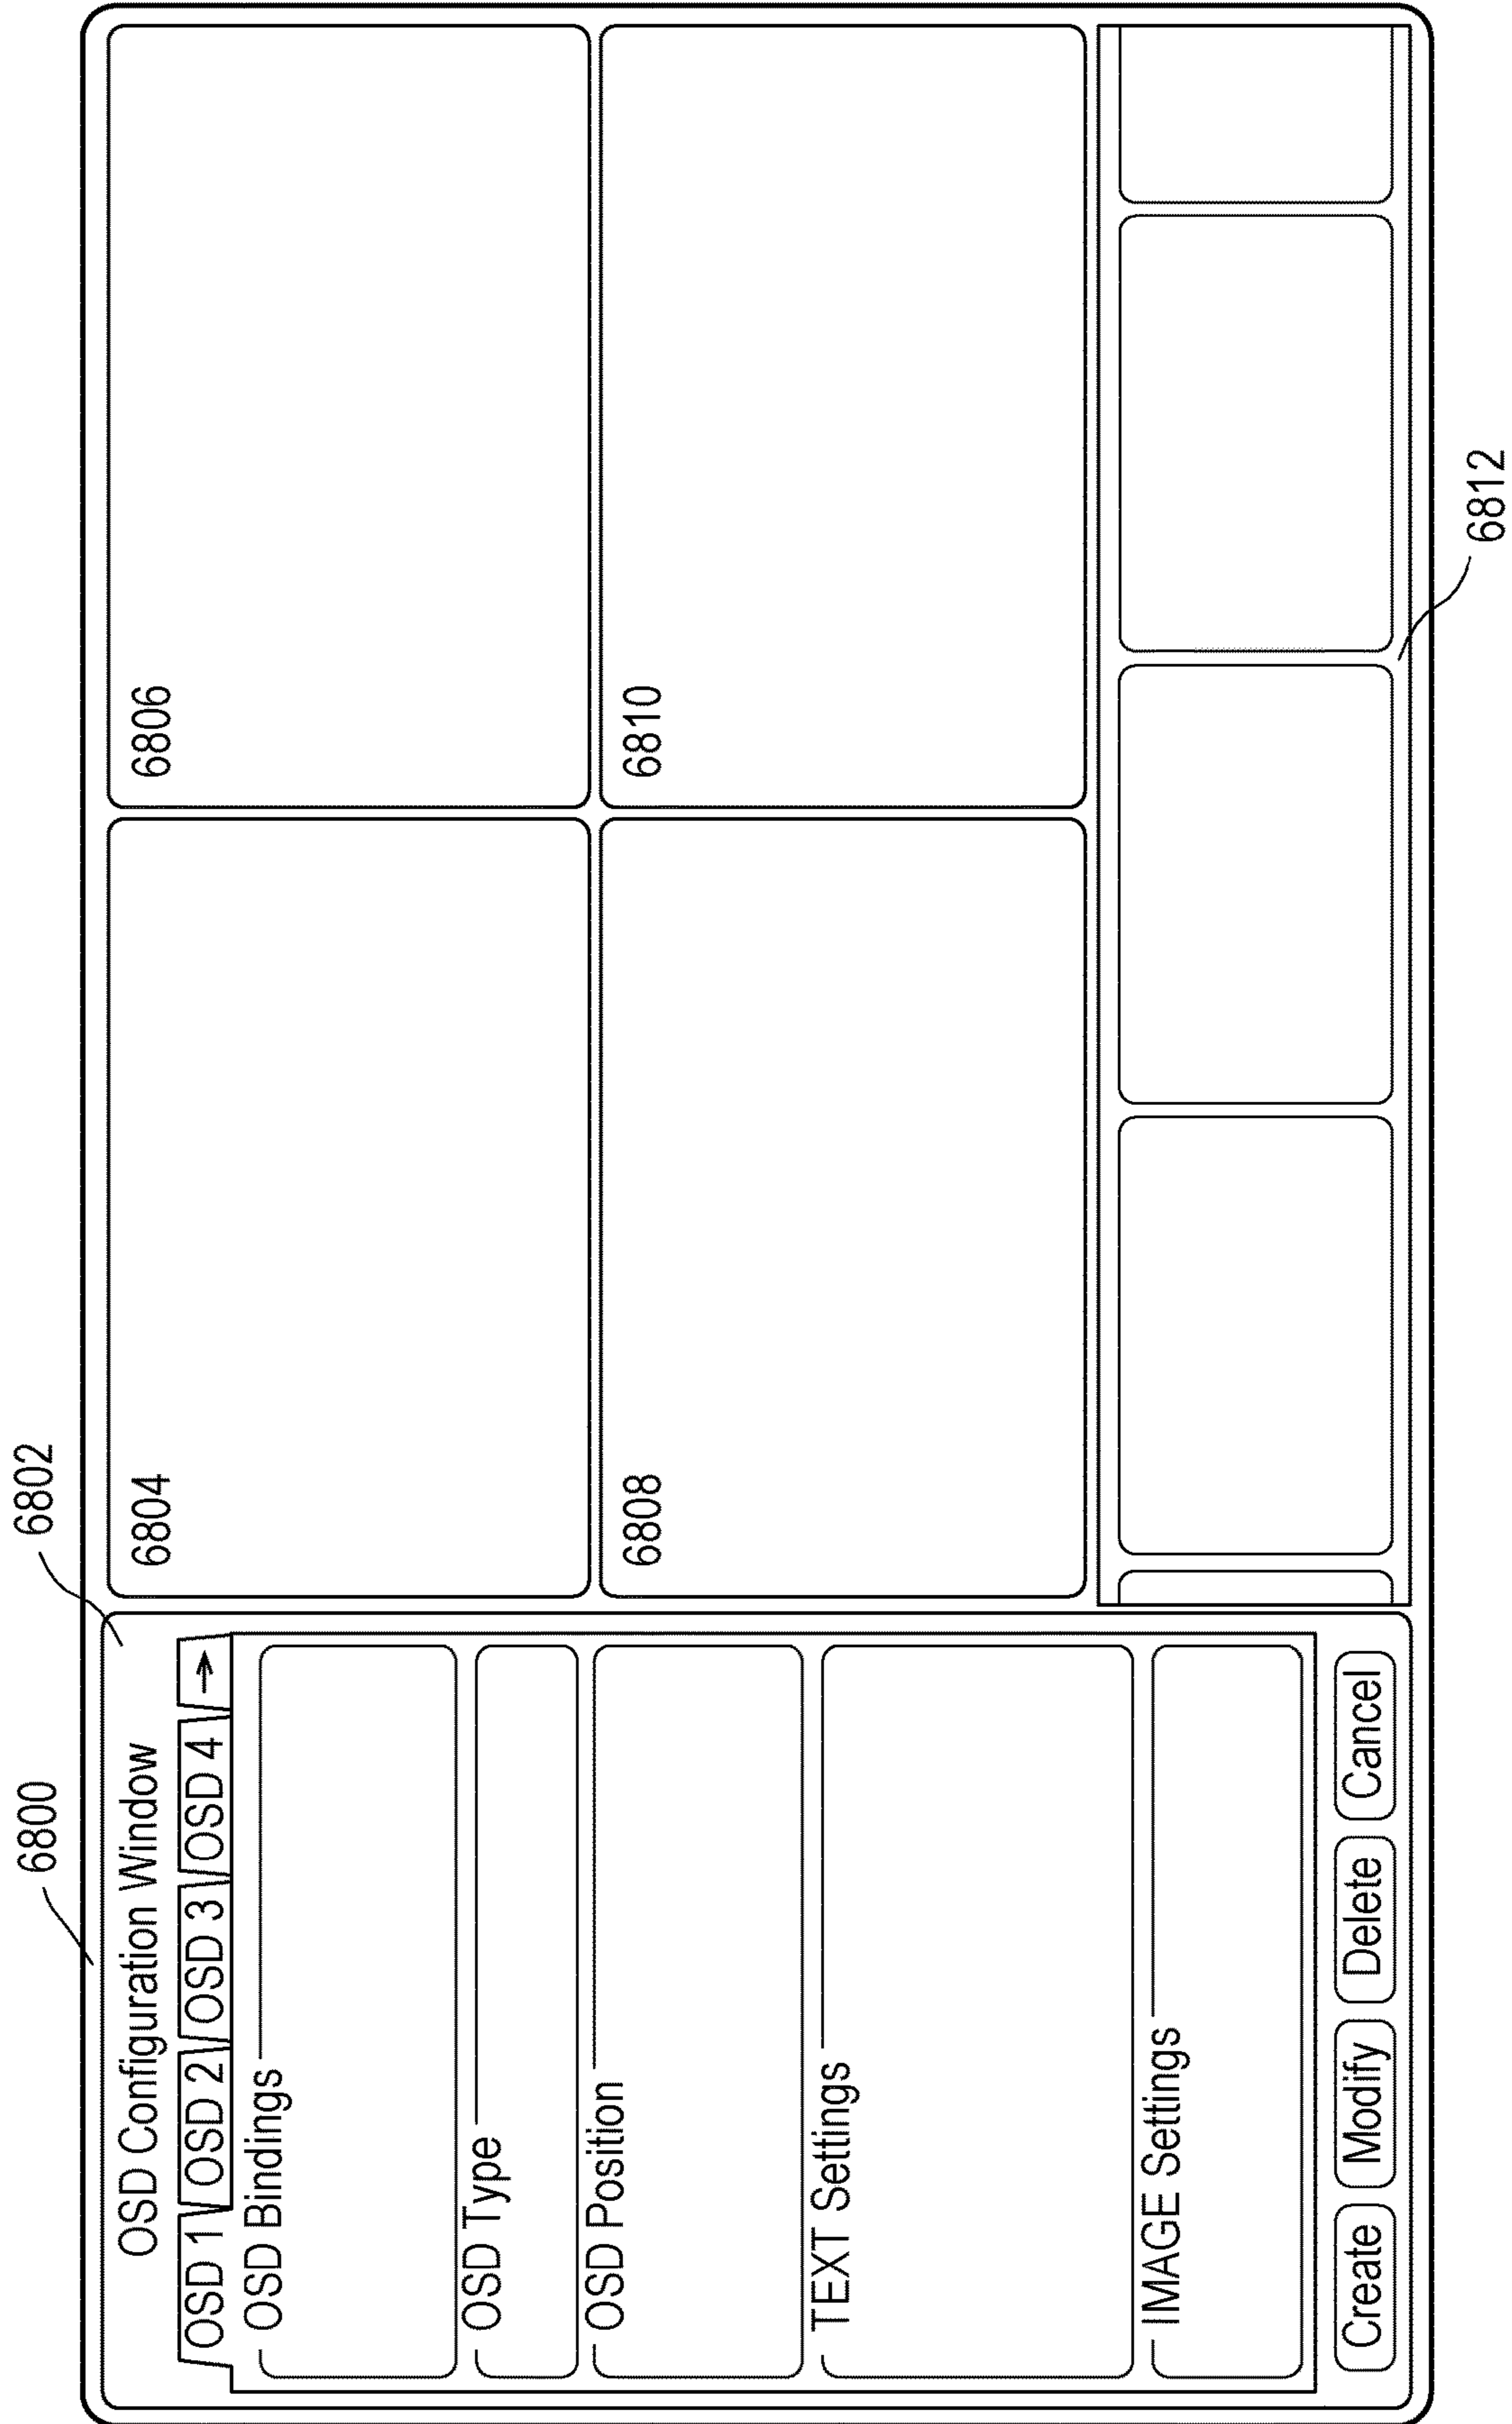 6800
6802
OSD Configuration Window
OSD 1 OSD 2 OSD 3 OSD 4 →
OSD Bindings
OSD Type
OSD Position
TEXT Settings
IMAGE Settings
Create Modify Delete Cancel
6804
6806
6808
6810
6812